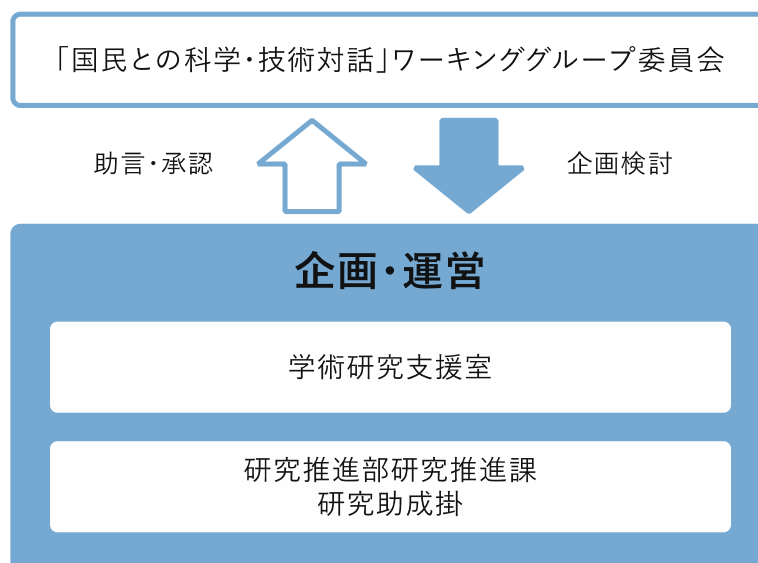 「国民との科学・技術対話」ワーキンググループ委員会
助言・承認
企画検討
企画・運営
学術研究支援室
研究推進部研究推進課
研究助成掛